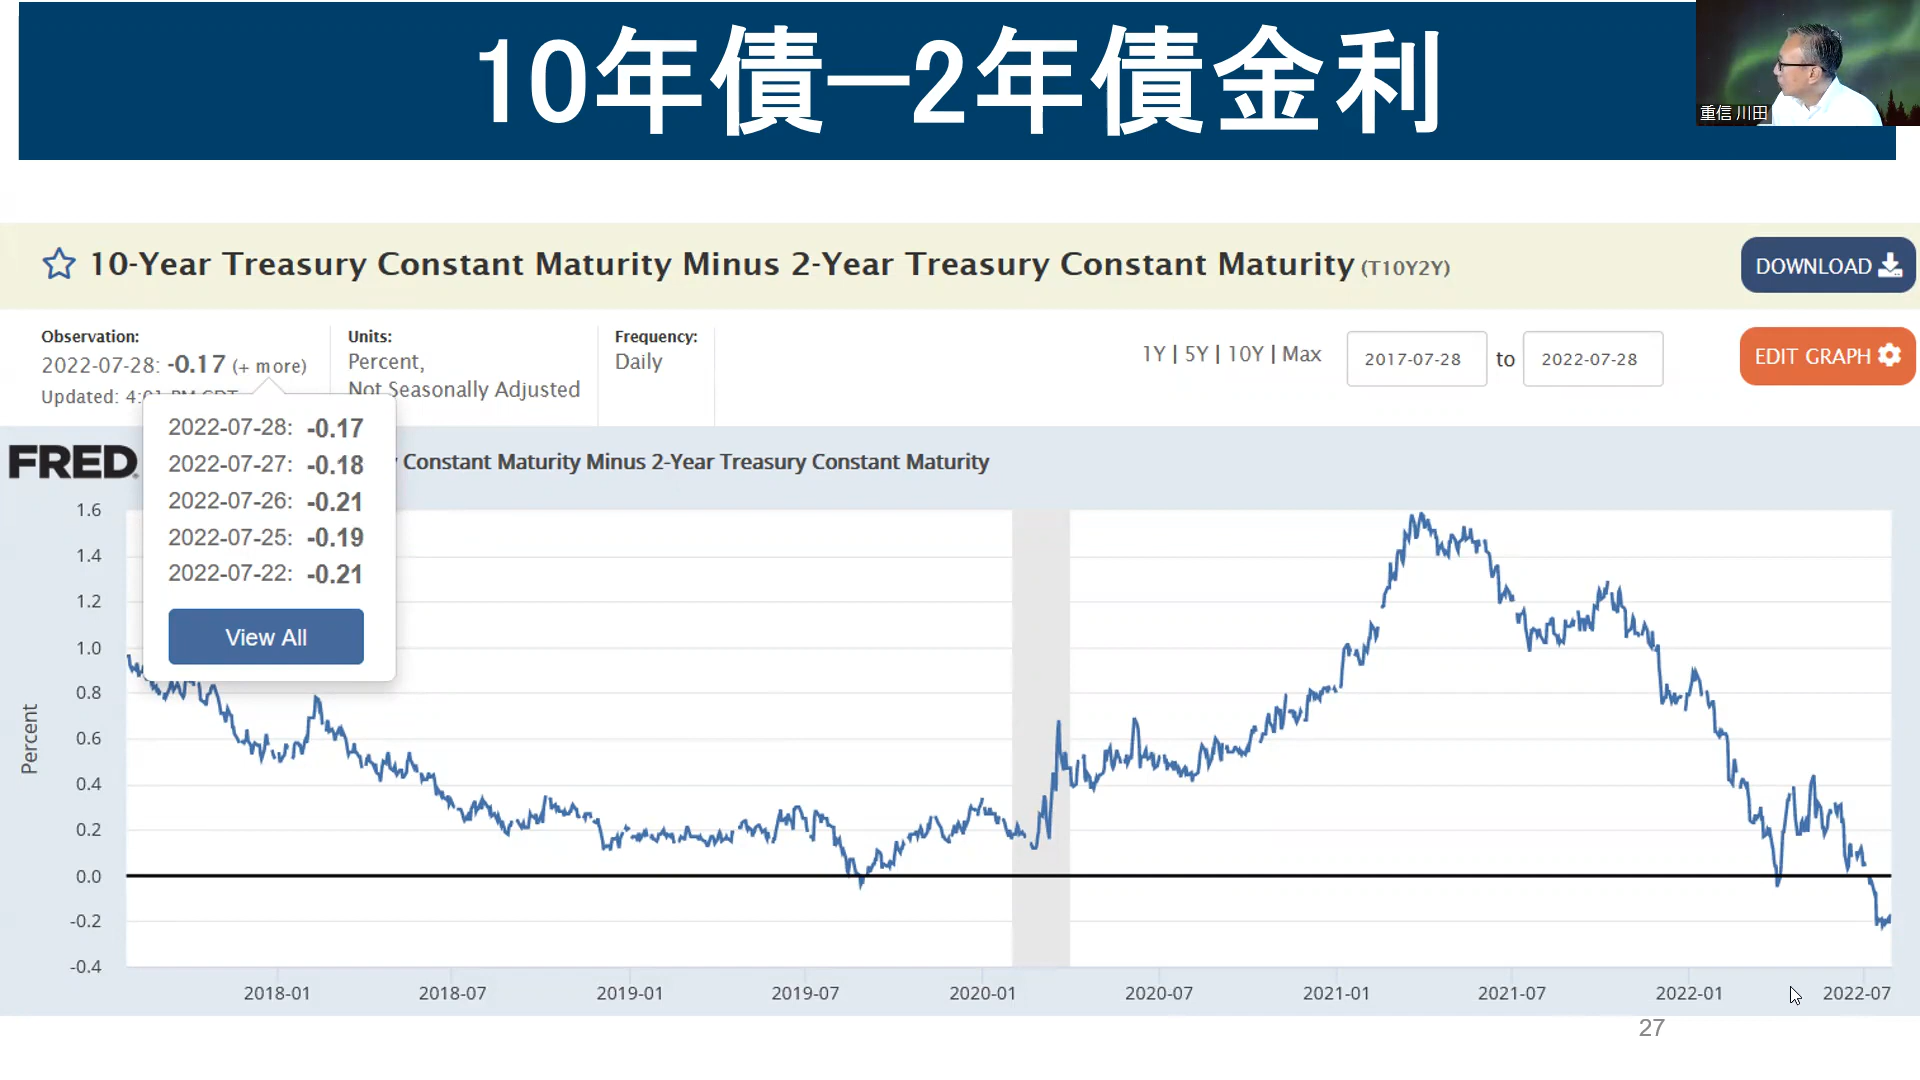 10年債ー2年債金利
重信 川田
10-Year Treasury Constant Maturity Minus 2-Year Treasury Constant Maturity (T10Y2Y)
DOWNLOAD
Observation:
2022-07-28: -0.17 (+ more)
Updated: 4:01 PM CDT
Units:
Percent,
Not Seasonally Adjusted
Frequency:
Daily
1Y | 5Y | 10Y | Max
2017-07-28 to 2022-07-28
EDIT GRAPH
2022-07-28: -0.17
2022-07-27: -0.18
2022-07-26: -0.21
2022-07-25: -0.19
2022-07-22: -0.21
View All
FRED
Constant Maturity Minus 2-Year Treasury Constant Maturity
Percent
1.6
1.4
1.2
1.0
0.8
0.6
0.4
0.2
0.0
-0.2
-0.4
2018-01 2018-07 2019-01 2019-07 2020-01 2020-07 2021-01 2021-07 2022-01 2022-07
27